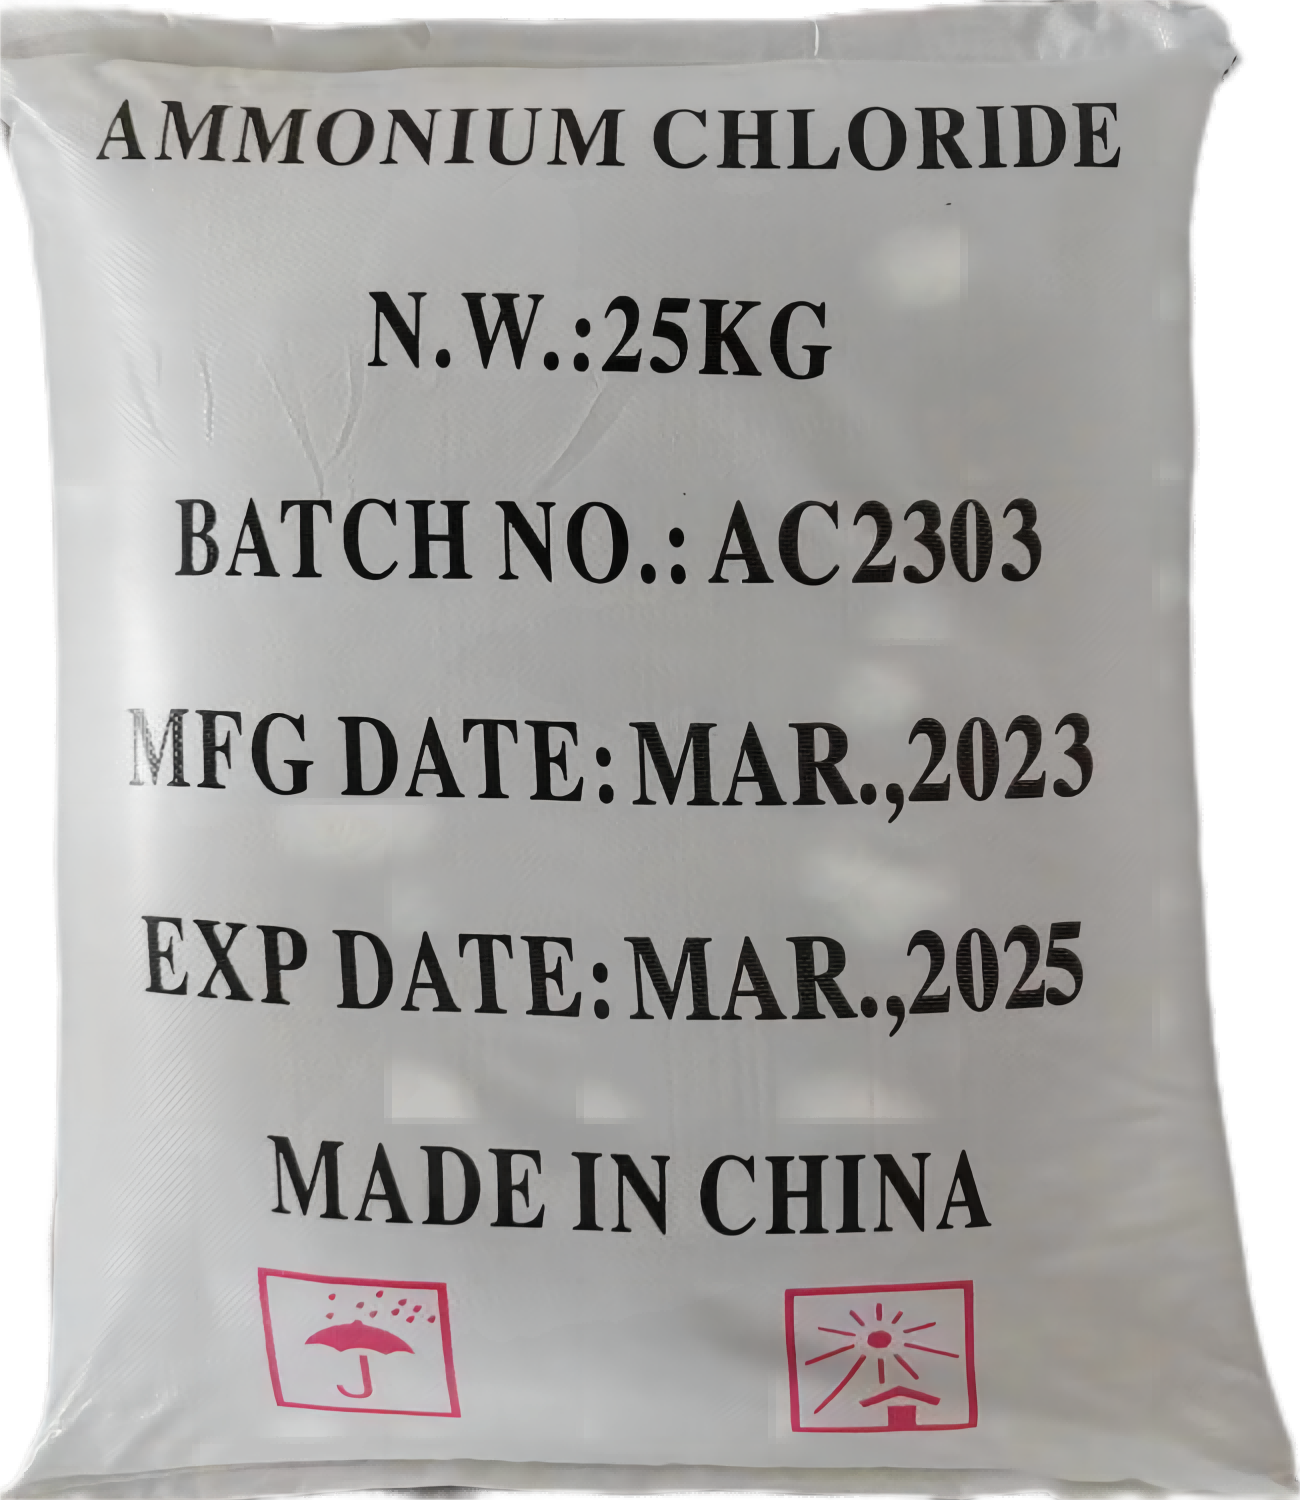 AMMONIUM CHLORIDE
N.W.:25KG
BATCH NO.: AC2303
MFG DATE:MAR.,2023
EXP DATE:MAR.,2025
MADE IN CHINA